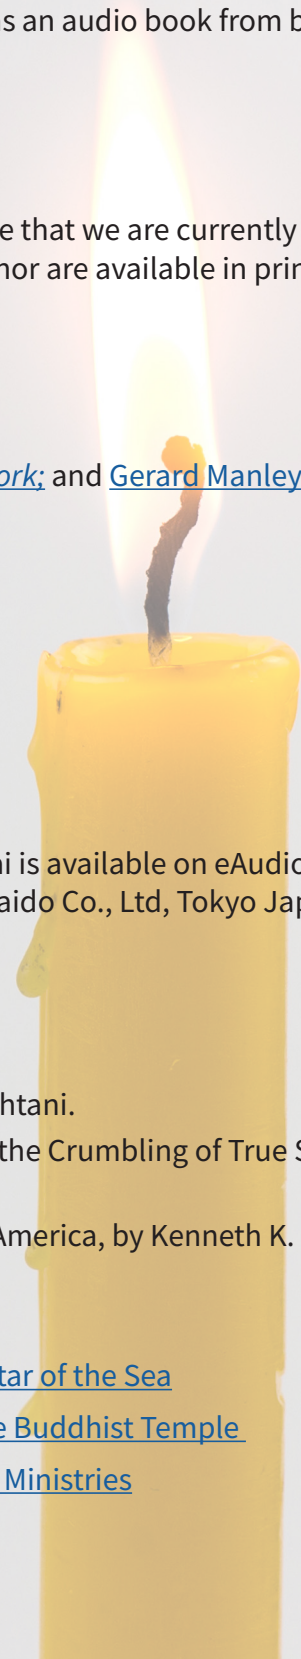 as an audio book from b
e that we are currently
hor are available in prin
ork; and Gerard Manley
ni is available on eAudio
aido Co., Ltd, Tokyo Jap
htani.
the Crumbling of True S
America, by Kenneth K.
tar of the Sea
e Buddhist Temple
Ministries